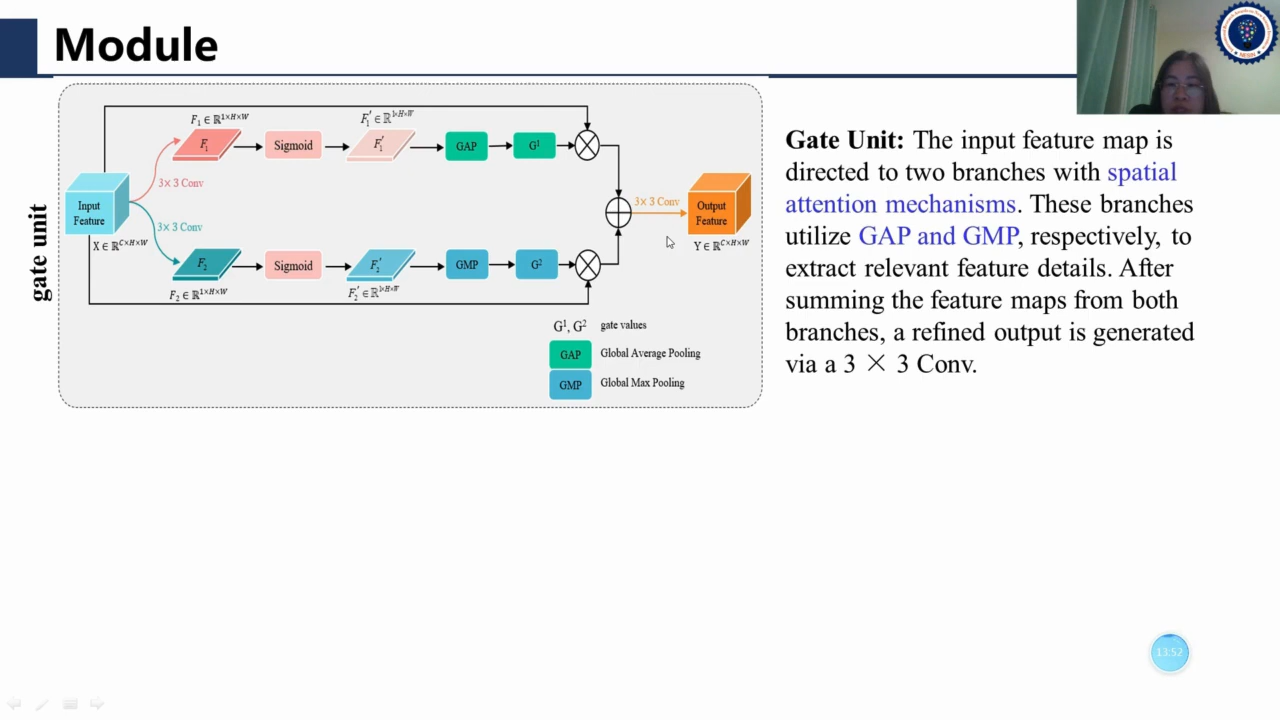 Module
gate unit
Input
Feature
X ∈ ℝ^C×H×W
3× 3 Conv
3× 3 Conv
F₁ ∈ ℝ^1×H×W
F₁
Sigmoid
F₁′ ∈ ℝ^1×H×W
F₁′
GAP
G¹
F₂
F₂ ∈ ℝ^1×H×W
Sigmoid
F₂′
F₂′ ∈ ℝ^1×H×W
GMP
G²
3× 3 Conv
Output
Feature
Y ∈ ℝ^C×H×W
G¹, G² gate values
GAP Global Average Pooling
GMP Global Max Pooling
Gate Unit: The input feature map is
directed to two branches with spatial
attention mechanisms. These branches
utilize GAP and GMP, respectively, to
extract relevant feature details. After
summing the feature maps from both
branches, a refined output is generated
via a 3 × 3 Conv.
13:52